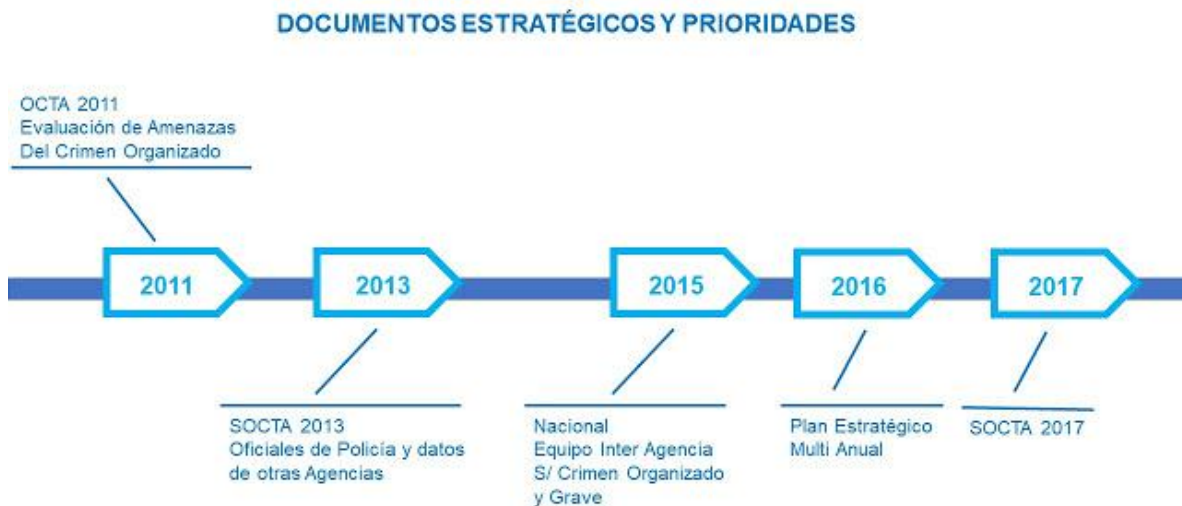 DOCUMENTOS ESTRATÉGICOS Y PRIORIDADES
OCTA 2011
Evaluación de Amenazas
Del Crimen Organizado
2011
2013
2015
2016
2017
SOCTA 2013
Oficiales de Policía y datos
de otras Agencias
Nacional
Equipo Inter Agencia
S/ Crimen Organizado
y Grave
Plan Estratégico
Multi Anual
SOCTA 2017